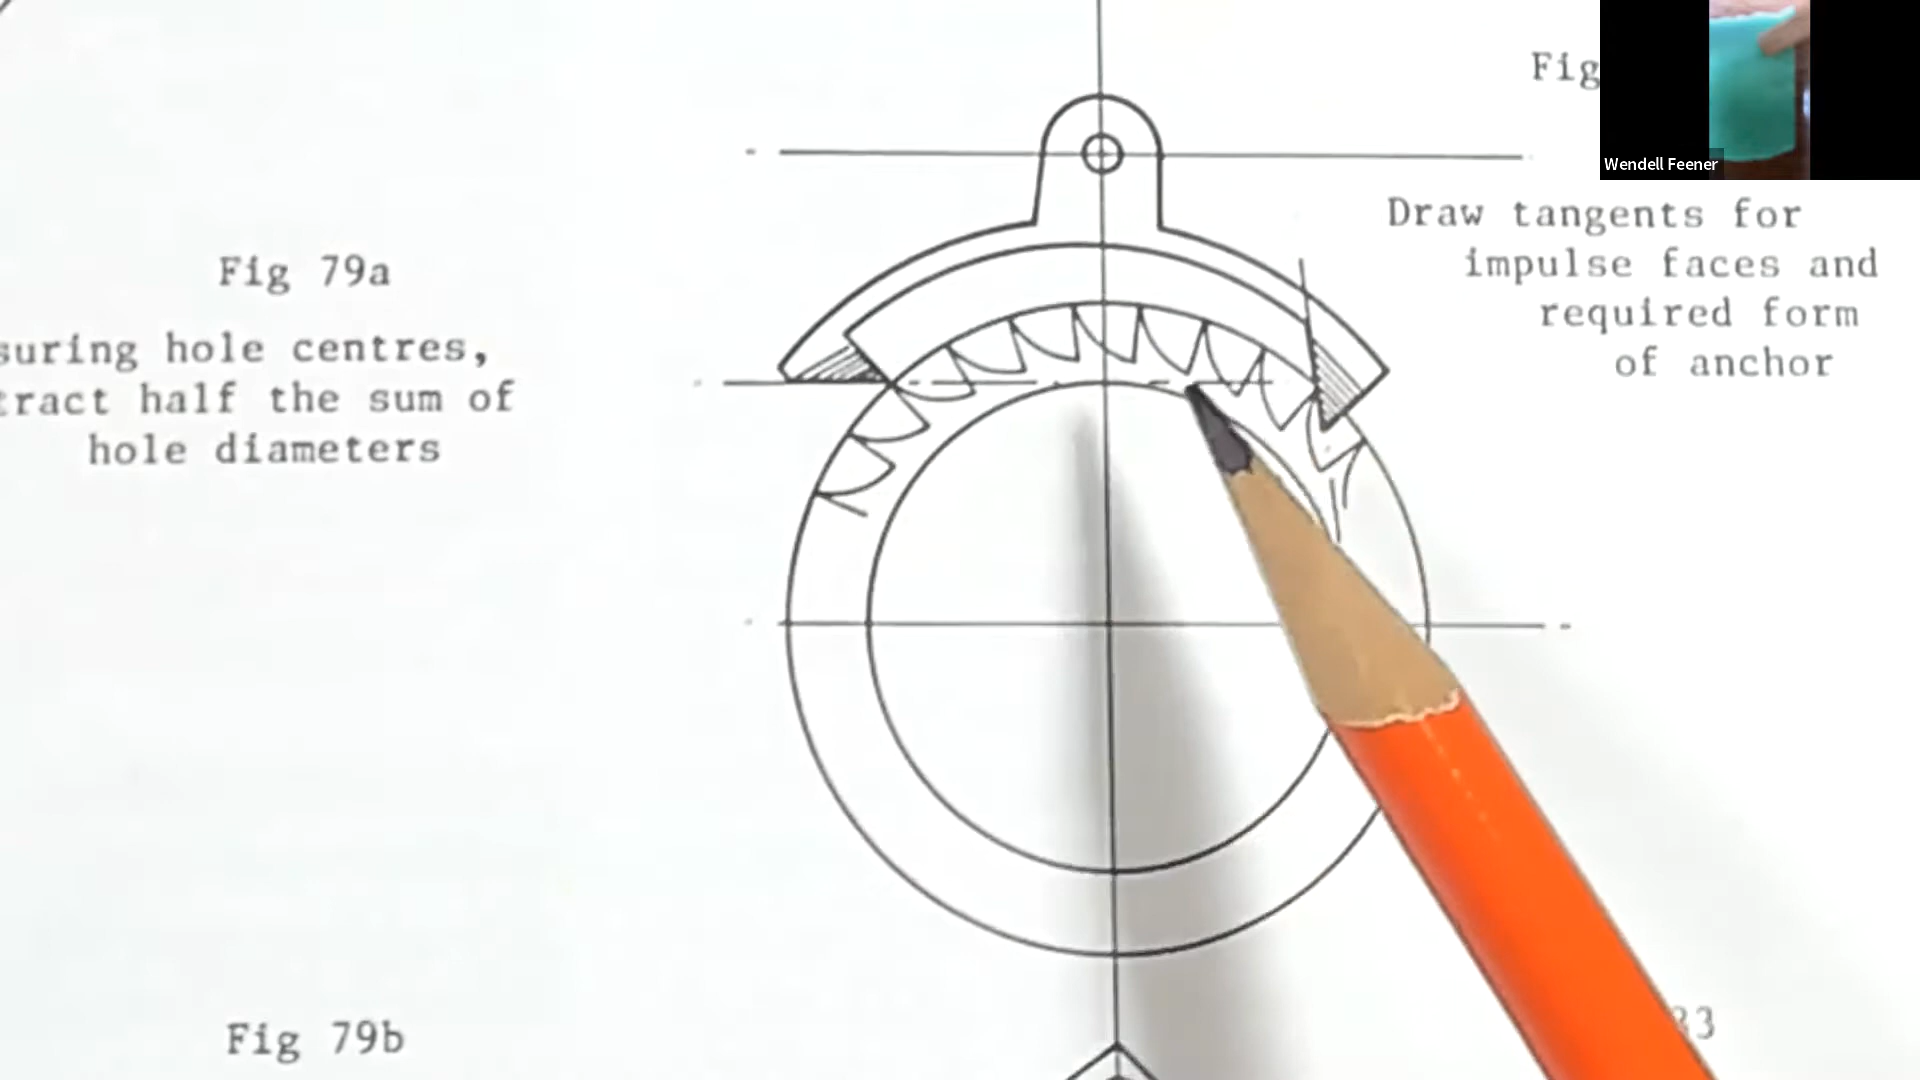 Fig
Wendell Feener
Draw tangents for
impulse faces and
required form
of anchor
Fig 79a
suring hole centres,
tract half the sum of
hole diameters
Fig 79b
33